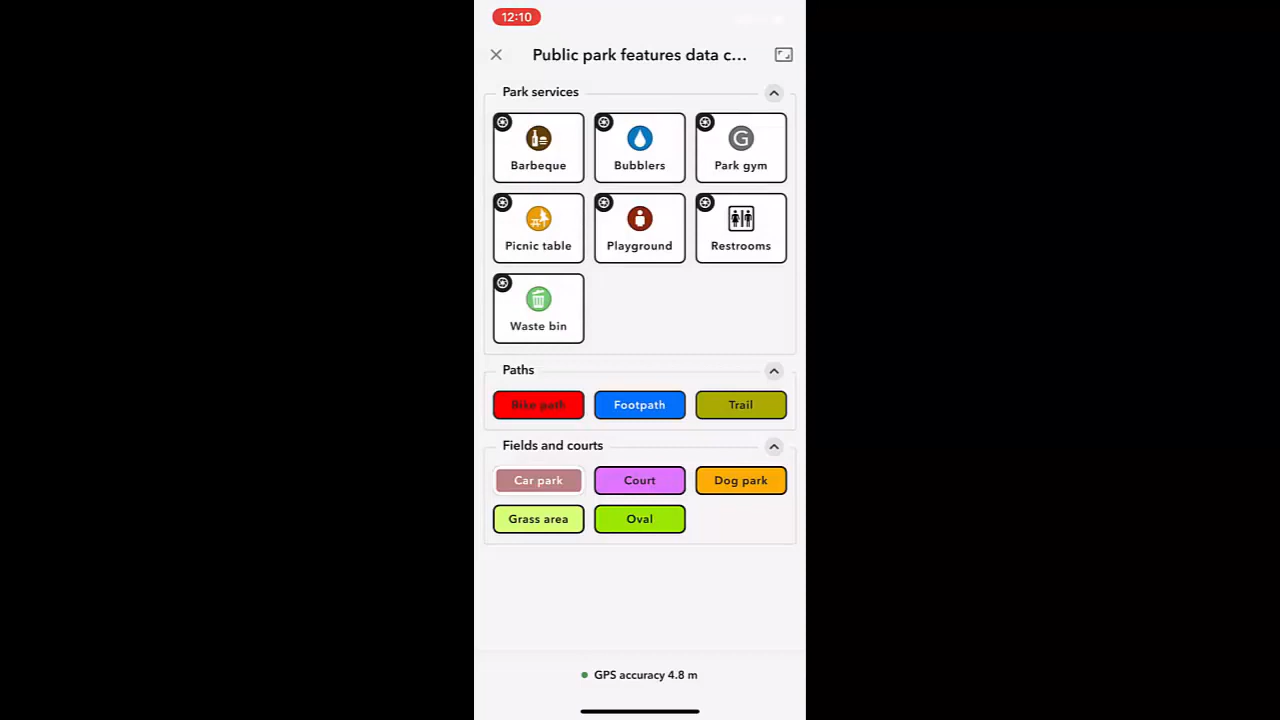 12:10
Public park features data c...
Park services
Barbeque
Bubblers
G
Park gym
Picnic table
Playground
Restrooms
Waste bin
Paths
Bike path
Footpath
Trail
Fields and courts
Car park
Court
Dog park
Grass area
Oval
GPS accuracy 4.8 m